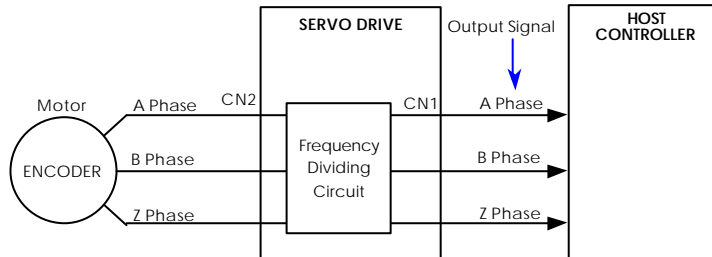 SERVO DRIVE
Output Signal
HOST
CONTROLLER
Motor
A Phase
CN2
CN1
A Phase
ENCODER
B Phase
Frequency
Dividing
Circuit
B Phase
Z Phase
Z Phase